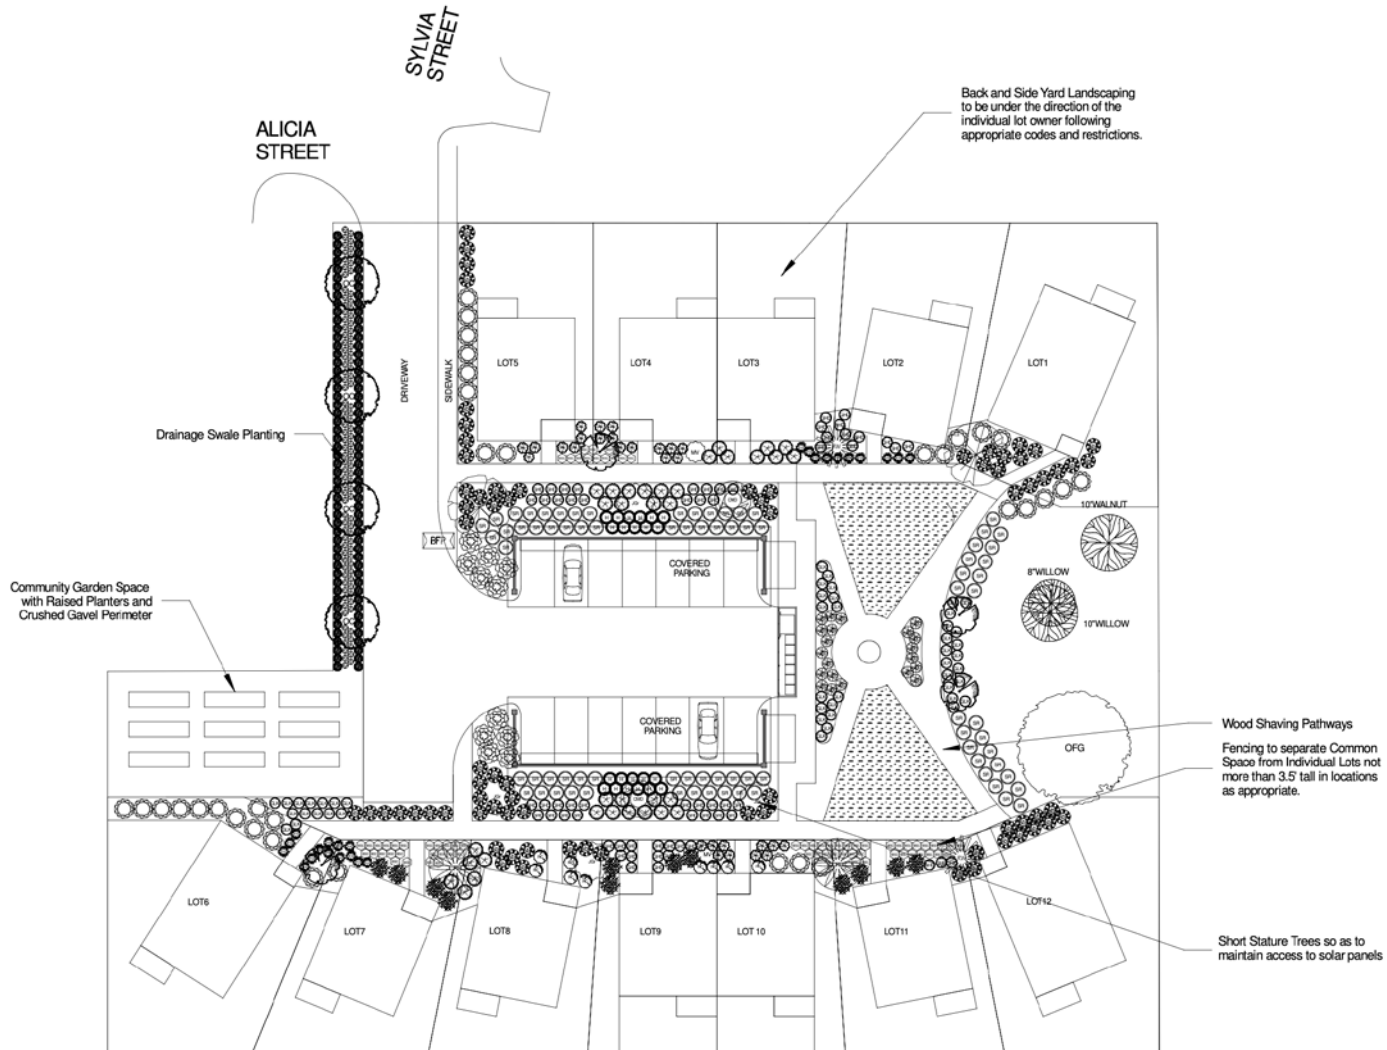 SYLVIA
STREET
ALICIA
STREET
Back and Side Yard Landscaping
to be under the direction of the
individual lot owner following
appropriate codes and restrictions.
DRIVEWAY
SIDEWALK
LOT5
LOT4
LOT3
LOT2
LOT1
Drainage Swale Planting
10"WALNUT
8"WILLOW
10"WILLOW
COVERED
PARKING
Community Garden Space
with Raised Planters and
Crushed Gavel Perimeter
COVERED
PARKING
OFG
Wood Shaving Pathways
Fencing to separate Common
Space from Individual Lots not
more than 3.5' tall in locations
as appropriate.
LOT6
LOT7
LOT8
LOT9
LOT 10
LOT11
LOT12
Short Stature Trees so as to
maintain access to solar panels